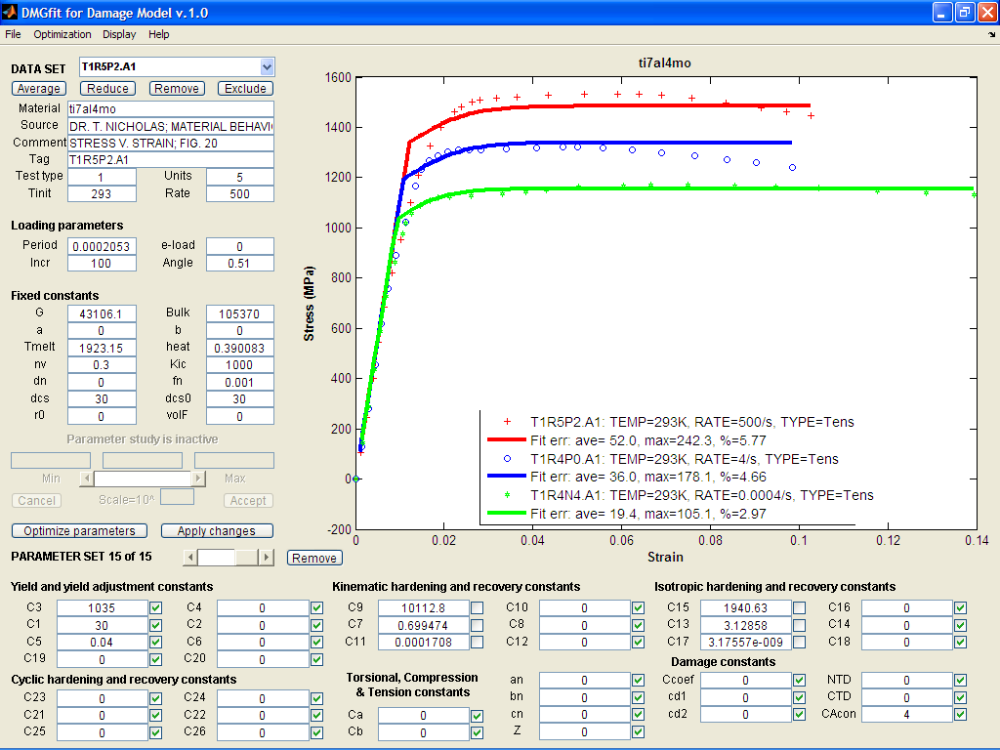 DMGfit for Damage Model v.1.0
File Optimization Display Help
DATA SET T1R5P2.A1
Average Reduce Remove Exclude
Material ti7al4mo
Source DR. T. NICHOLAS; MATERIAL BEHAVI
Comment STRESS V. STRAIN; FIG. 20
Tag T1R5P2.A1
Test type 1 Units 5
Tinit 293 Rate 500
Loading parameters
Period 0.0002053 e-load 0
Incr 100 Angle 0.51
Fixed constants
G 43106.1 Bulk 105370
a 0 b 0
Tmelt 1923.15 heat 0.390083
nv 0.3 Kic 1000
dn 0 fn 0.001
dcs 30 dcs0 30
r0 0 volF 0
Parameter study is inactive
Min Max
Cancel Scale=10^ Accept
Optimize parameters Apply changes
PARAMETER SET 15 of 15 Remove
ti7al4mo
Stress (MPa)
1600
1400
1200
1000
800
600
400
200
0
-200
0 0.02 0.04 0.06 0.08 0.1 0.12 0.14
Strain
T1R5P2.A1: TEMP=293K, RATE=500/s, TYPE=Tens
Fit err: ave= 52.0, max=242.3, %=5.77
T1R4P0.A1: TEMP=293K, RATE=4/s, TYPE=Tens
Fit err: ave= 36.0, max=178.1, %=4.66
T1R4N4.A1: TEMP=293K, RATE=0.0004/s, TYPE=Tens
Fit err: ave= 19.4, max=105.1, %=2.97
Yield and yield adjustment constants
C3 1035 C4 0
C1 30 C2 0
C5 0.04 C6 0
C19 0 C20 0
Cyclic hardening and recovery constants
C23 0 C24 0
C21 0 C22 0
C25 0 C26 0
Kinematic hardening and recovery constants
C9 10112.8 C10 0
C7 0.699474 C8 0
C11 0.0001708 C12 0
Torsional, Compression
& Tension constants
Ca 0
Cb 0
an 0
bn 0
cn 0
Z 0
Isotropic hardening and recovery constants
C15 1940.63 C16 0
C13 3.12858 C14 0
C17 3.17557e-009 C18 0
Damage constants
Ccoef 0 NTD 0
cd1 0 CTD 0
cd2 0 CAcon 4